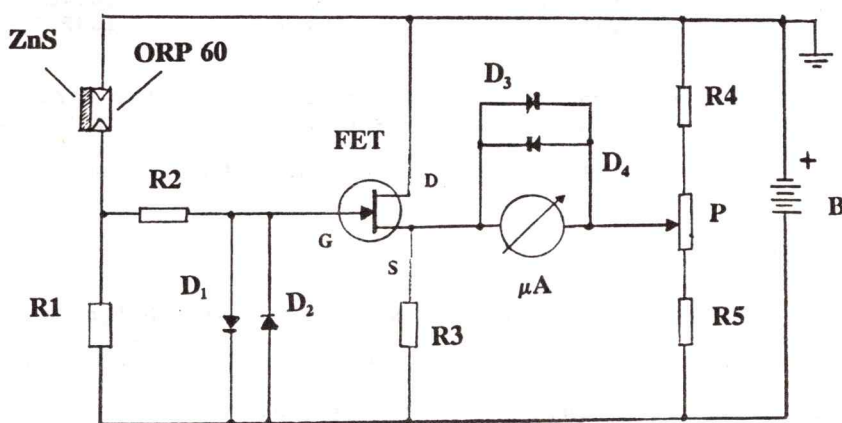 ZnS
ORP 60
D₃
R4
FET
D₄
+
R2
D
P
B
G
S
μA
R1
D₁
D₂
R3
R5